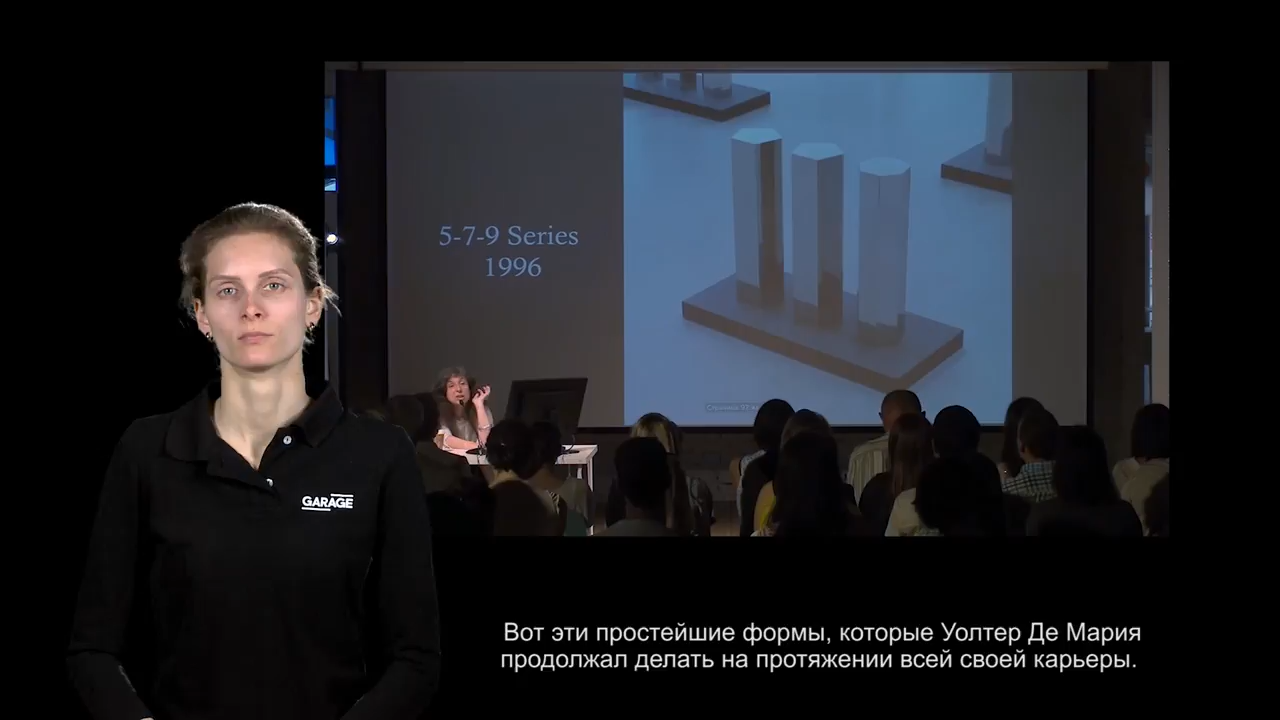 5-7-9 Series
1996
GARAGE
Вот эти простейшие формы, которые Уолтер Де Мария
продолжал делать на протяжении всей своей карьеры.